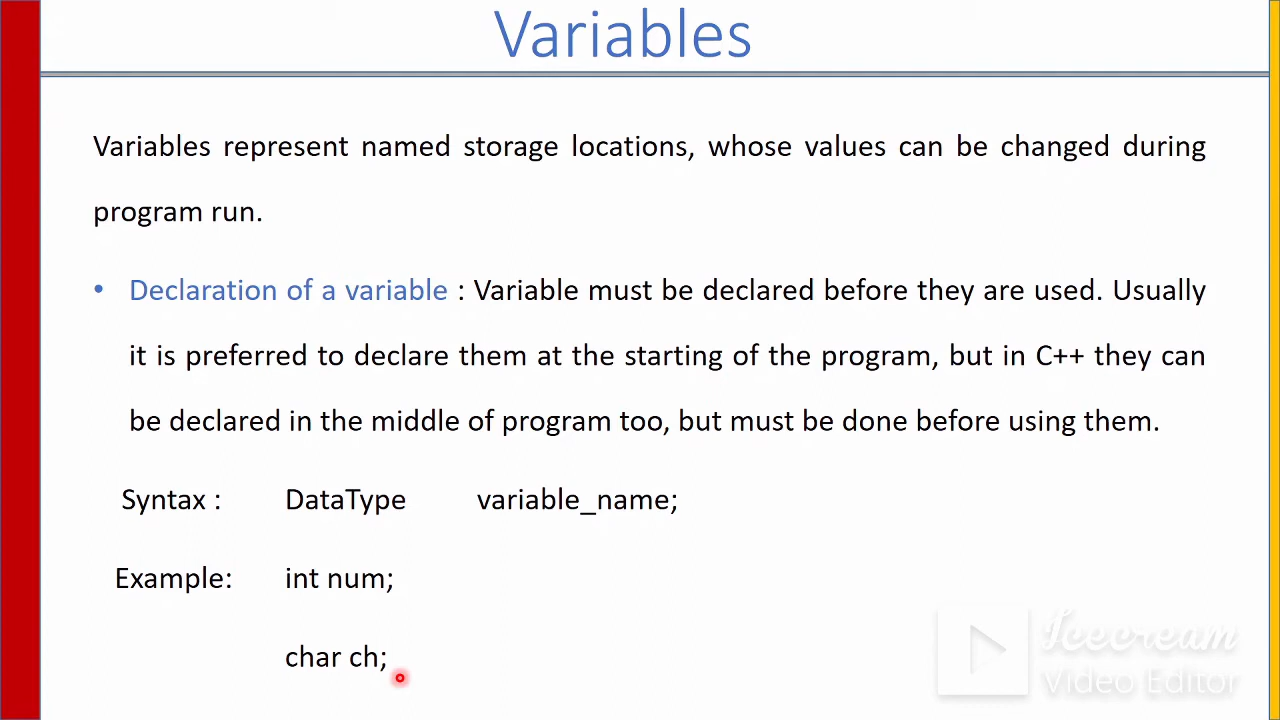 Variables
Variables represent named storage locations, whose values can be changed during
program run.
• Declaration of a variable : Variable must be declared before they are used. Usually
it is preferred to declare them at the starting of the program, but in C++ they can
be declared in the middle of program too, but must be done before using them.
Syntax : DataType variable_name;
Example: int num;
char ch;
Icecream
Video Editor